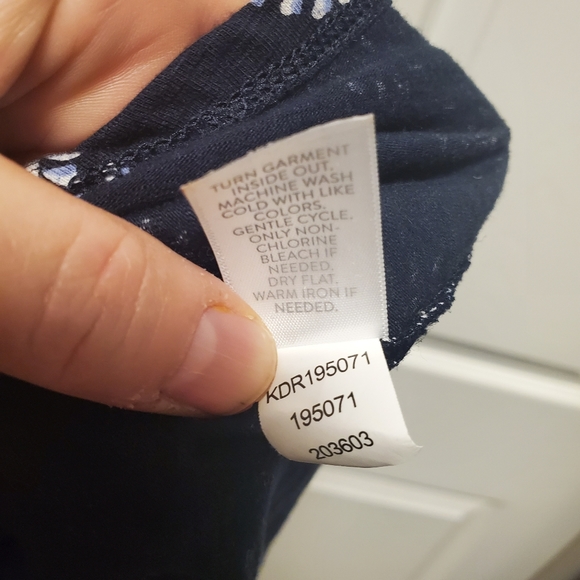 TURN GARMENT
INSIDE OUT.
MACHINE WASH
COLD WITH LIKE
COLORS.
GENTLE CYCLE.
ONLY NON-
CHLORINE
BLEACH IF
NEEDED.
DRY FLAT.
WARM IRON IF
NEEDED.
KDR195071
195071
203603